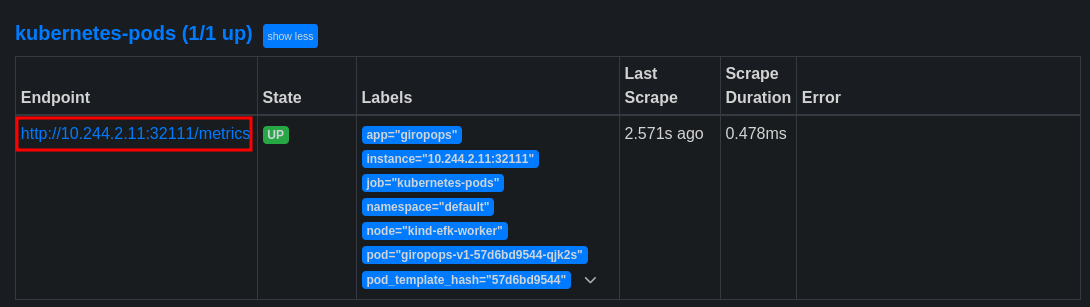 kubernetes-pods (1/1 up) show less
Endpoint State Labels Last Scrape Scrape Duration Error
http://10.244.2.11:32111/metrics UP app="giropops" 2.571s ago 0.478ms
instance="10.244.2.11:32111"
job="kubernetes-pods"
namespace="default"
node="kind-efk-worker"
pod="giropops-v1-57d6bd9544-qjk2s"
pod_template_hash="57d6bd9544"